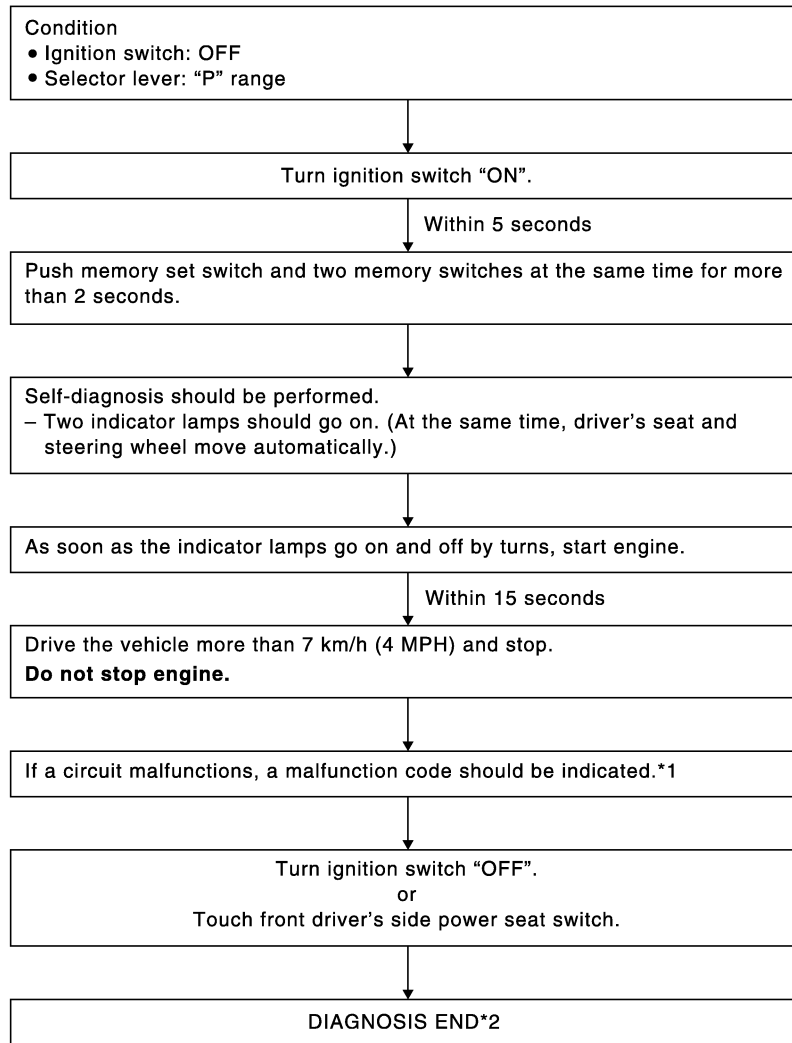 Condition
● Ignition switch: OFF
● Selector lever: “P” range
Turn ignition switch “ON”.
Within 5 seconds
Push memory set switch and two memory switches at the same time for more
than 2 seconds.
Self-diagnosis should be performed.
– Two indicator lamps should go on. (At the same time, driver’s seat and
steering wheel move automatically.)
As soon as the indicator lamps go on and off by turns, start engine.
Within 15 seconds
Drive the vehicle more than 7 km/h (4 MPH) and stop.
Do not stop engine.
If a circuit malfunctions, a malfunction code should be indicated.*1
Turn ignition switch “OFF”.
or
Touch front driver’s side power seat switch.
DIAGNOSIS END*2